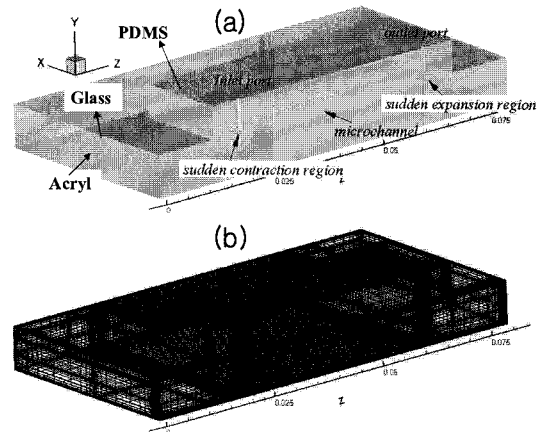 (a)
Y
X
Z
PDMS
outlet port
Inlet port
Glass
sudden expansion region
0.075
microchannel
0.05
Acryl
sudden contraction region
z
0.025
0
(b)
0.075
0.05
z
0.025
0